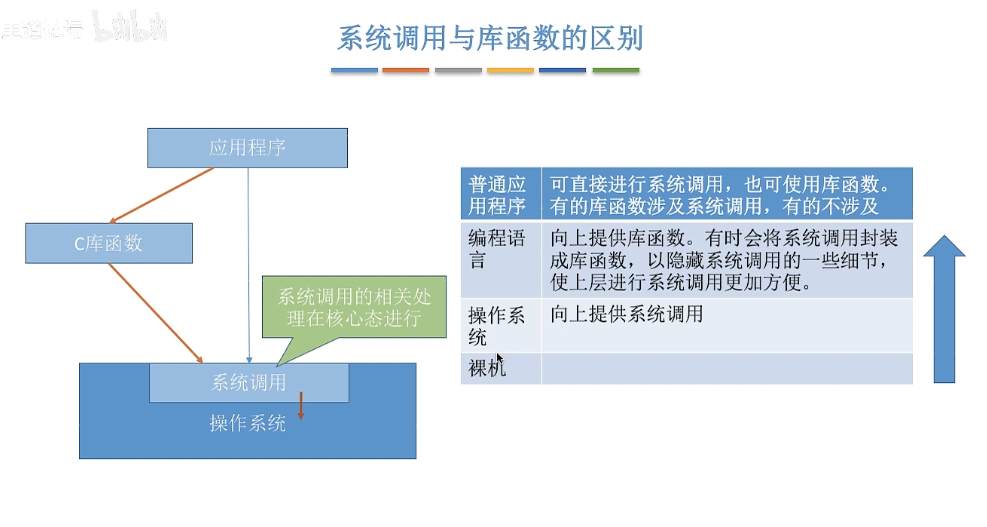 系统调用与库函数的区别
应用程序
C库函数
系统调用的相关处
理在核心态进行
系统调用
操作系统
普通应
用程序
可直接进行系统调用，也可使用库函数。
有的库函数涉及系统调用，有的不涉及
编程语
言
向上提供库函数。有时会将系统调用封装
成库函数，以隐藏系统调用的一些细节，
使上层进行系统调用更加方便。
操作系
统
向上提供系统调用
裸机
bilibili